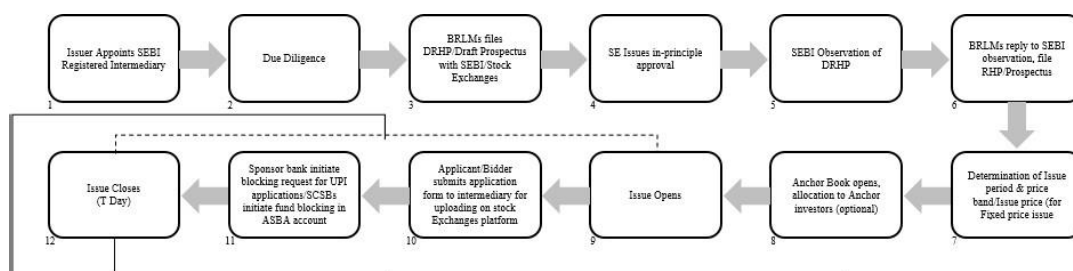 Issuer Appoints SEBI
Registered Intermediary
1
Due Diligence
2
BRLMs files
DRHP/Draft Prospectus
with SEBI/Stock
Exchanges
3
SE Issues in-principle
approval
4
SEBI Observation of
DRHP
5
BRLMs reply to SEBI
observation, file
RHP/Prospectus
6
Determination of Issue
period & price
band/Issue price (for
Fixed price issue
7
Anchor Book opens,
allocation to Anchor
investors (optional)
8
Issue Opens
9
Applicant/Bidder
submits application
form to intermediary for
uploading on stock
Exchanges platform
10
Sponsor bank initiate
blocking request for UPI
applications/SCSBs
initiate fund blocking in
ASBA account
11
Issue Closes
(T Day)
12